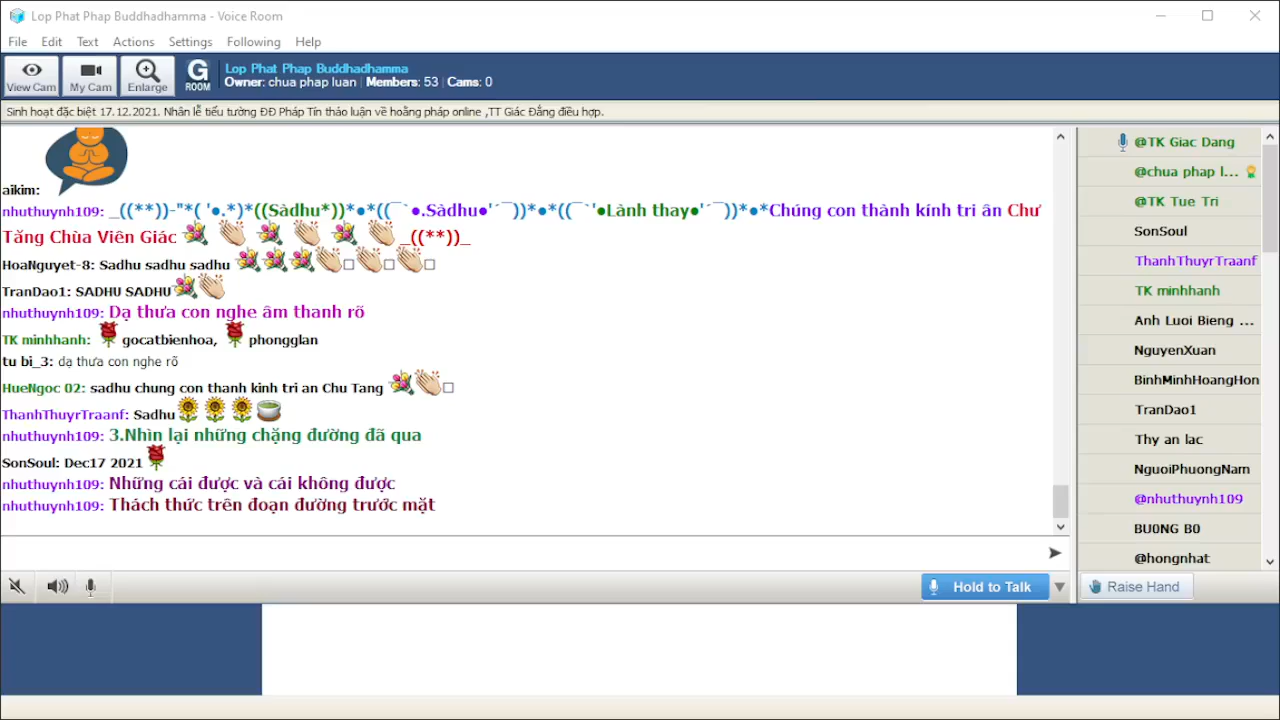 Lop Phat Phap Buddhadhamma - Voice Room
File Edit Text Actions Settings Following Help
View Cam My Cam Enlarge G ROOM
Lop Phat Phap Buddhadhamma
Owner: chua phap luan | Members: 53 | Cams: 0
Sinh hoạt đặc biệt 17.12.2021. Nhân lễ tiểu tường ĐĐ Pháp Tín thảo luận về hoằng pháp online ,TT Giác Đẳng điều hợp.
aikim:
nhuthuynh109: _((**))-"*( '●.*)*((Sàdhu*))*●*((¯`●.Sàdhu●'´¯))*●*((¯`'●Lành thay●'´¯))*●*Chúng con thành kính tri ân Chư
Tăng Chùa Viên Giác 💐 👏 💐 👏 💐 👏 _((**))_
HoaNguyet-8: Sadhu sadhu sadhu 💐💐💐👏□👏□👏□
TranDao1: SADHU SADHU 💐👏
nhuthuynh109: Dạ thưa con nghe âm thanh rõ
TK minhhanh: 🌹 gocatbienhoa, 🌹 phongglan
tu bi_3: dạ thưa con nghe rõ
HueNgoc 02: sadhu chung con thanh kinh tri an Chu Tang 💐👏□
ThanhThuyrTraanf: Sadhu 🌻🌻🌻🍵
nhuthuynh109: 3.Nhìn lại những chặng đường đã qua
SonSoul: Dec17 2021 🌹
nhuthuynh109: Những cái được và cái không được
nhuthuynh109: Thách thức trên đoạn đường trước mặt
Hold to Talk
@TK Giac Dang
@chua phap l...
@TK Tue Tri
SonSoul
ThanhThuyrTraanf
TK minhhanh
Anh Luoi Bieng ...
NguyenXuan
BinhMinhHoangHon
TranDao1
Thy an lac
NguoiPhuongNam
@nhuthuynh109
BU0NG B0
@hongnhat
Raise Hand